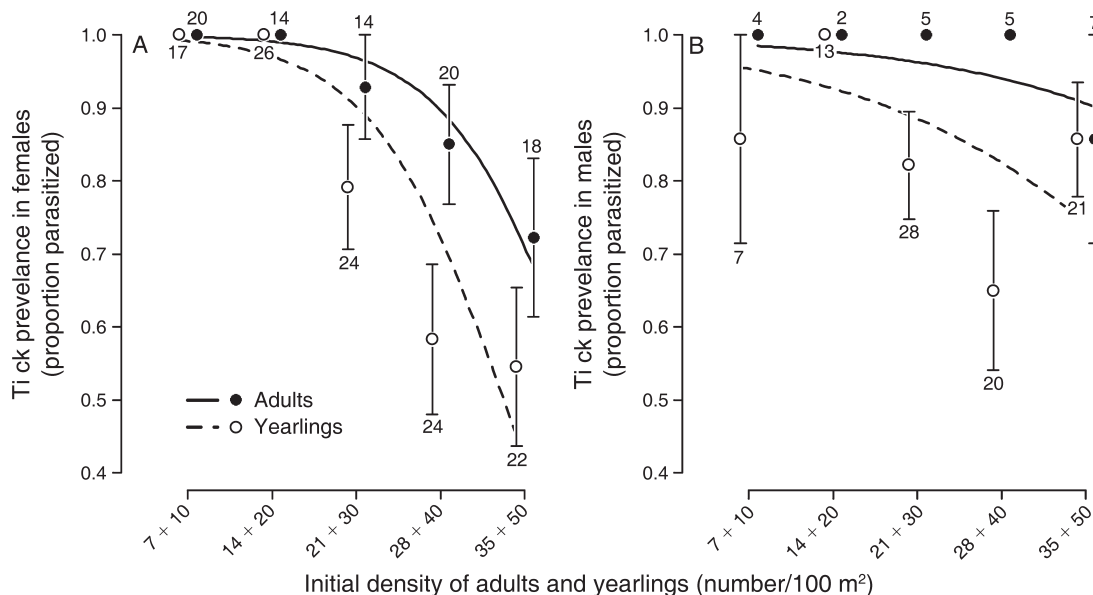 20 14
1.0 A
17 26
14
20
0.9
18
0.8
0.7
24
0.6
0.5
Adults
24
Yearlings
22
0.4
7 + 10
14 + 20
21 + 30
28 + 40
35 + 50
Ti ck prevelance in females
(proportion parasitized)
4 2 5 5 7
1.0 B
13
0.9
0.8
21
28
0.7
7
0.6
20
0.5
0.4
7 + 10
14 + 20
21 + 30
28 + 40
35 + 50
Ti ck prevelance in males
(proportion parasitized)
Initial density of adults and yearlings (number/100 m²)